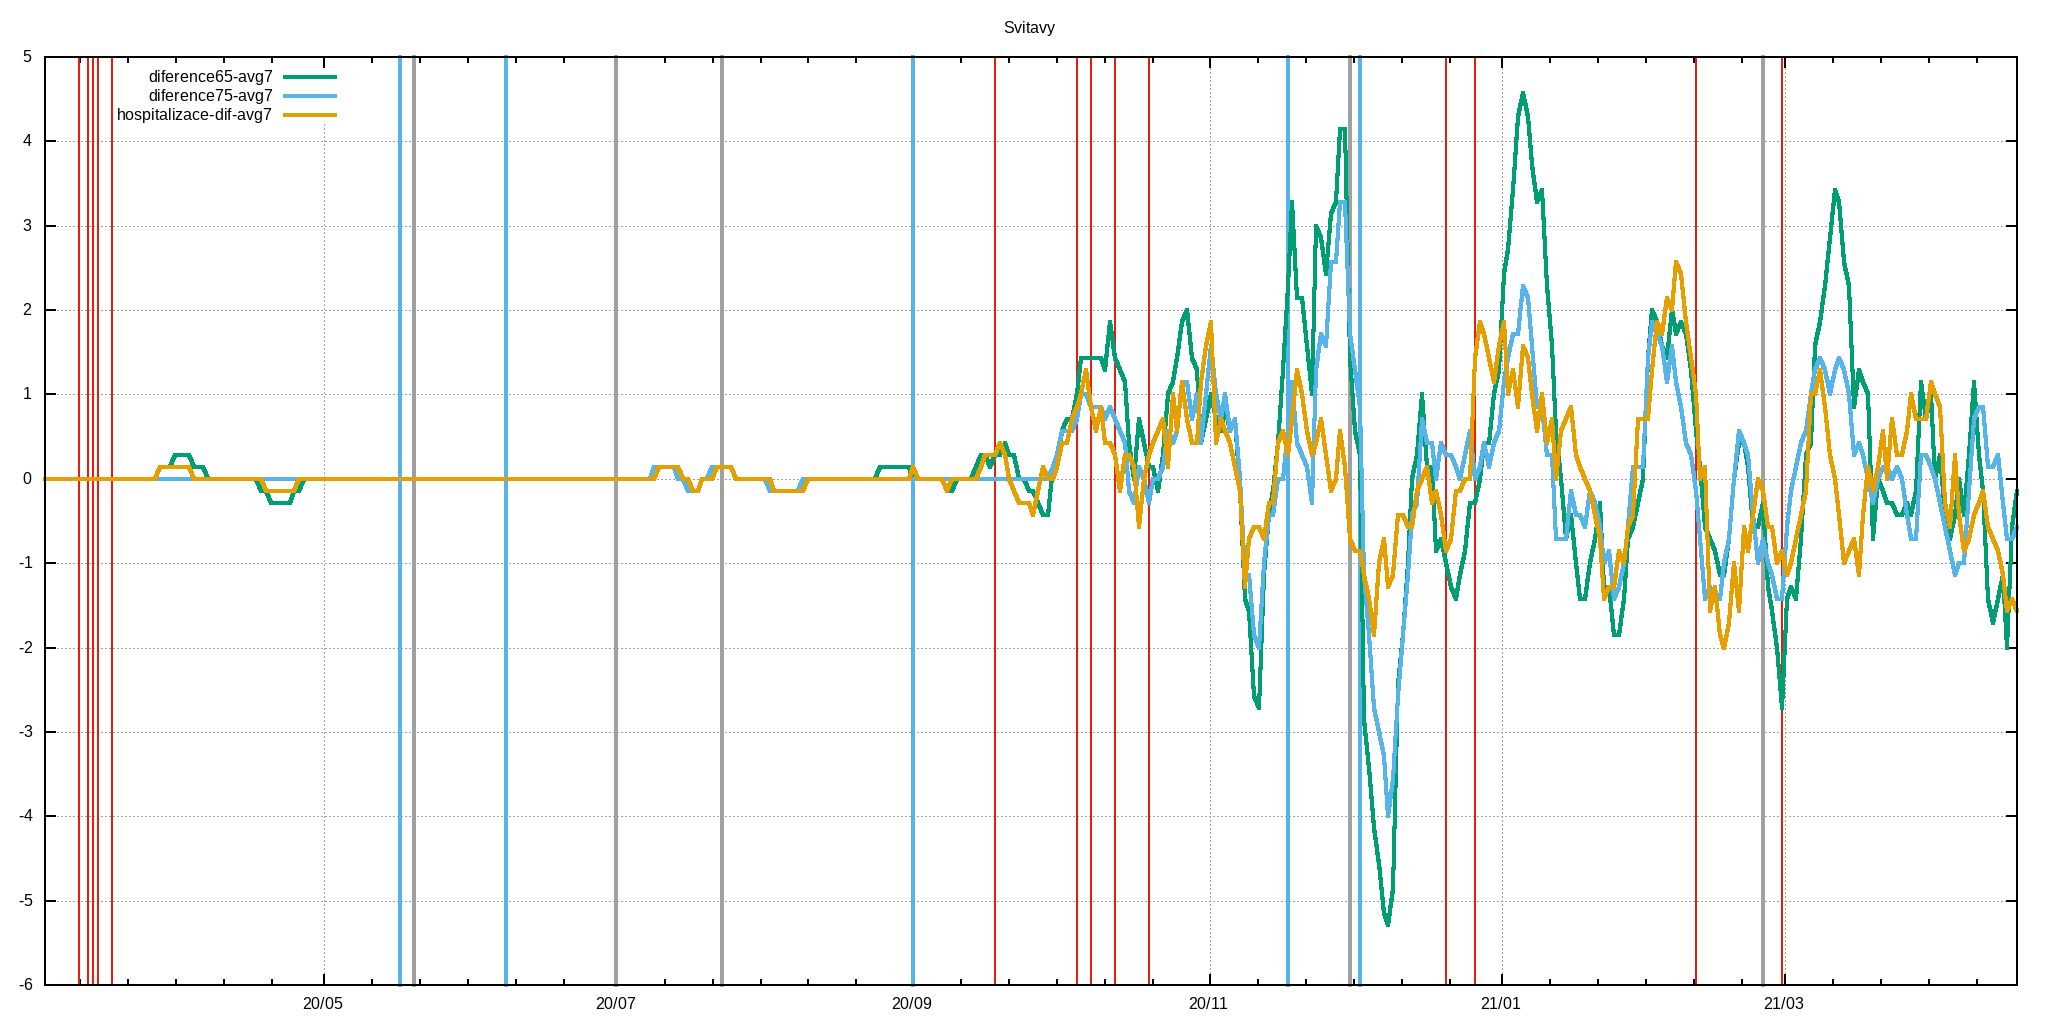 Svitavy
5
diference65-avg7
diference75-avg7
hospitalizace-dif-avg7
4
3
2
1
0
-1
-2
-3
-4
-5
-6
20/05 20/07 20/09 20/11 21/01 21/03